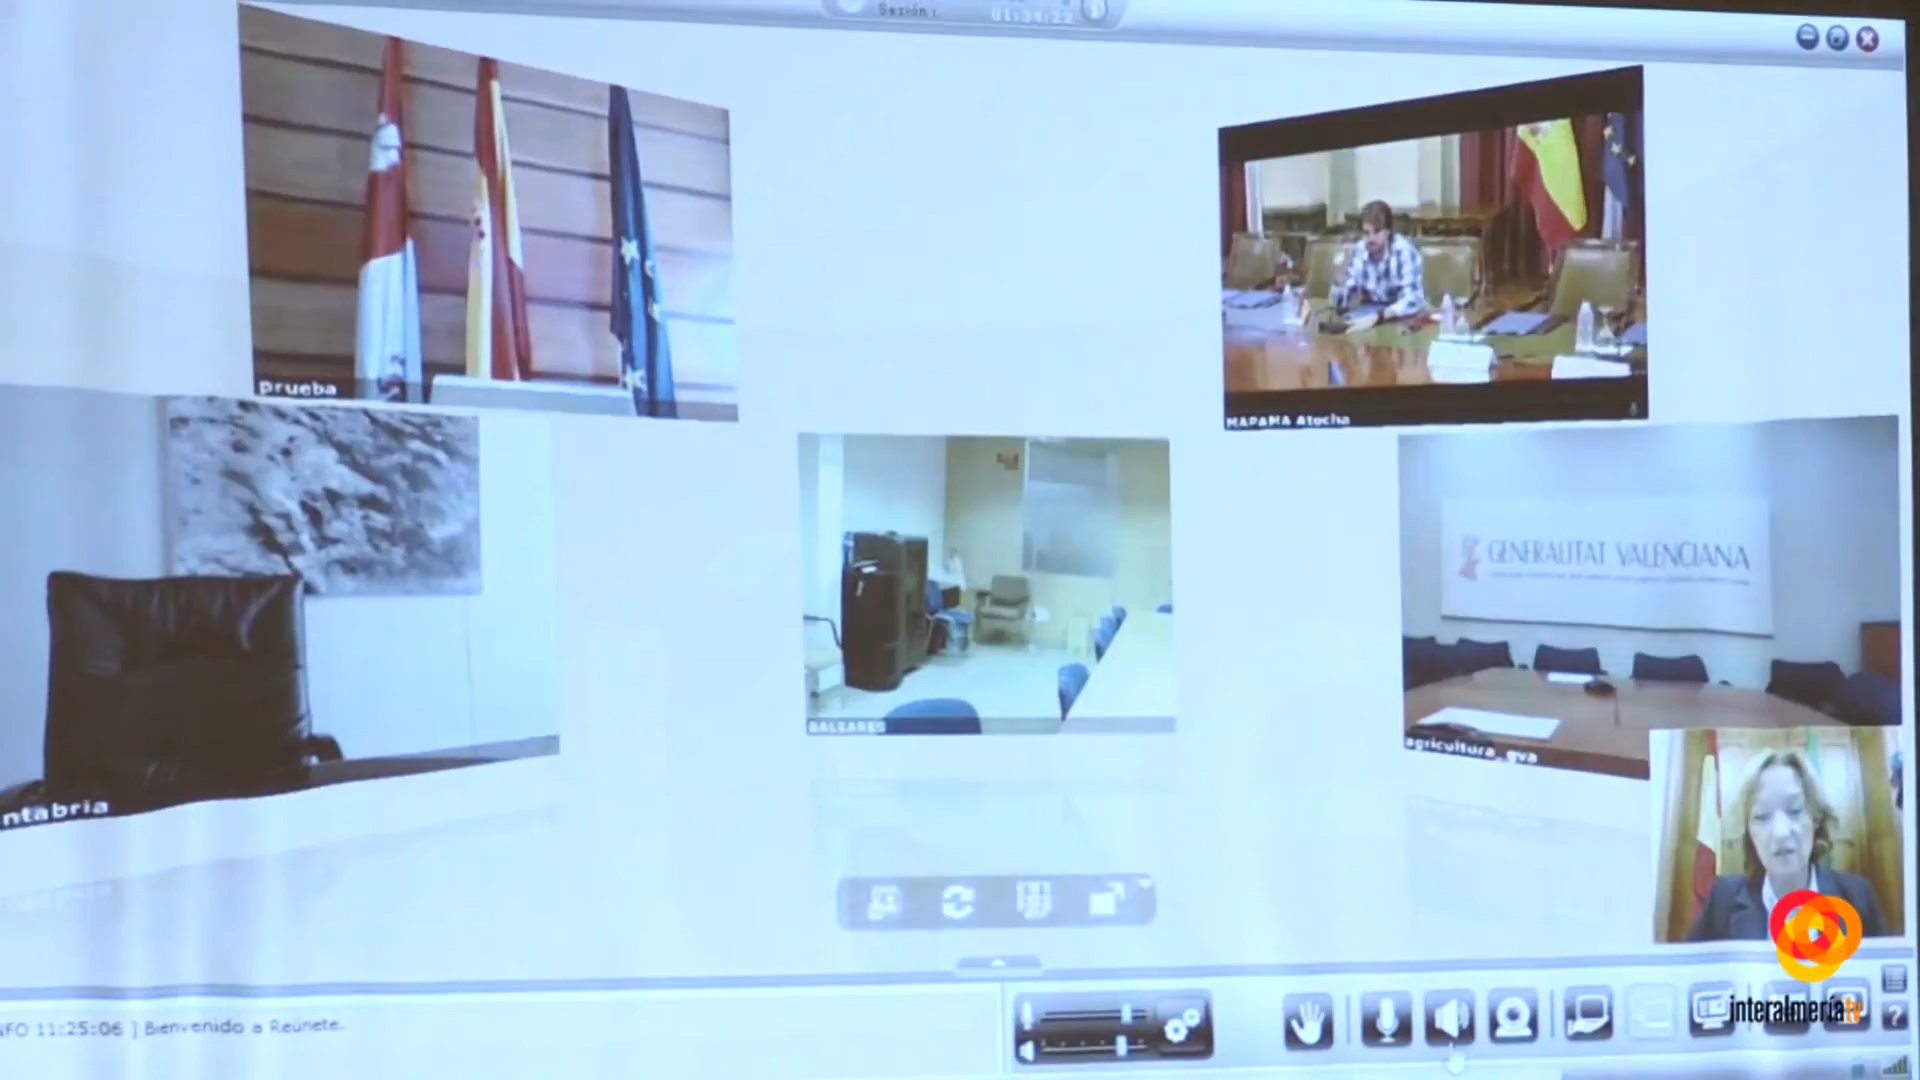 Sesión:
01:34:22
prueba
MAPAMA Atocha
GENERALITAT VALENCIANA
BALEARES
agricultura_gva
ntabria
NFO 11:25:06 | Bienvenido a Reúnete.
interalmeríatv